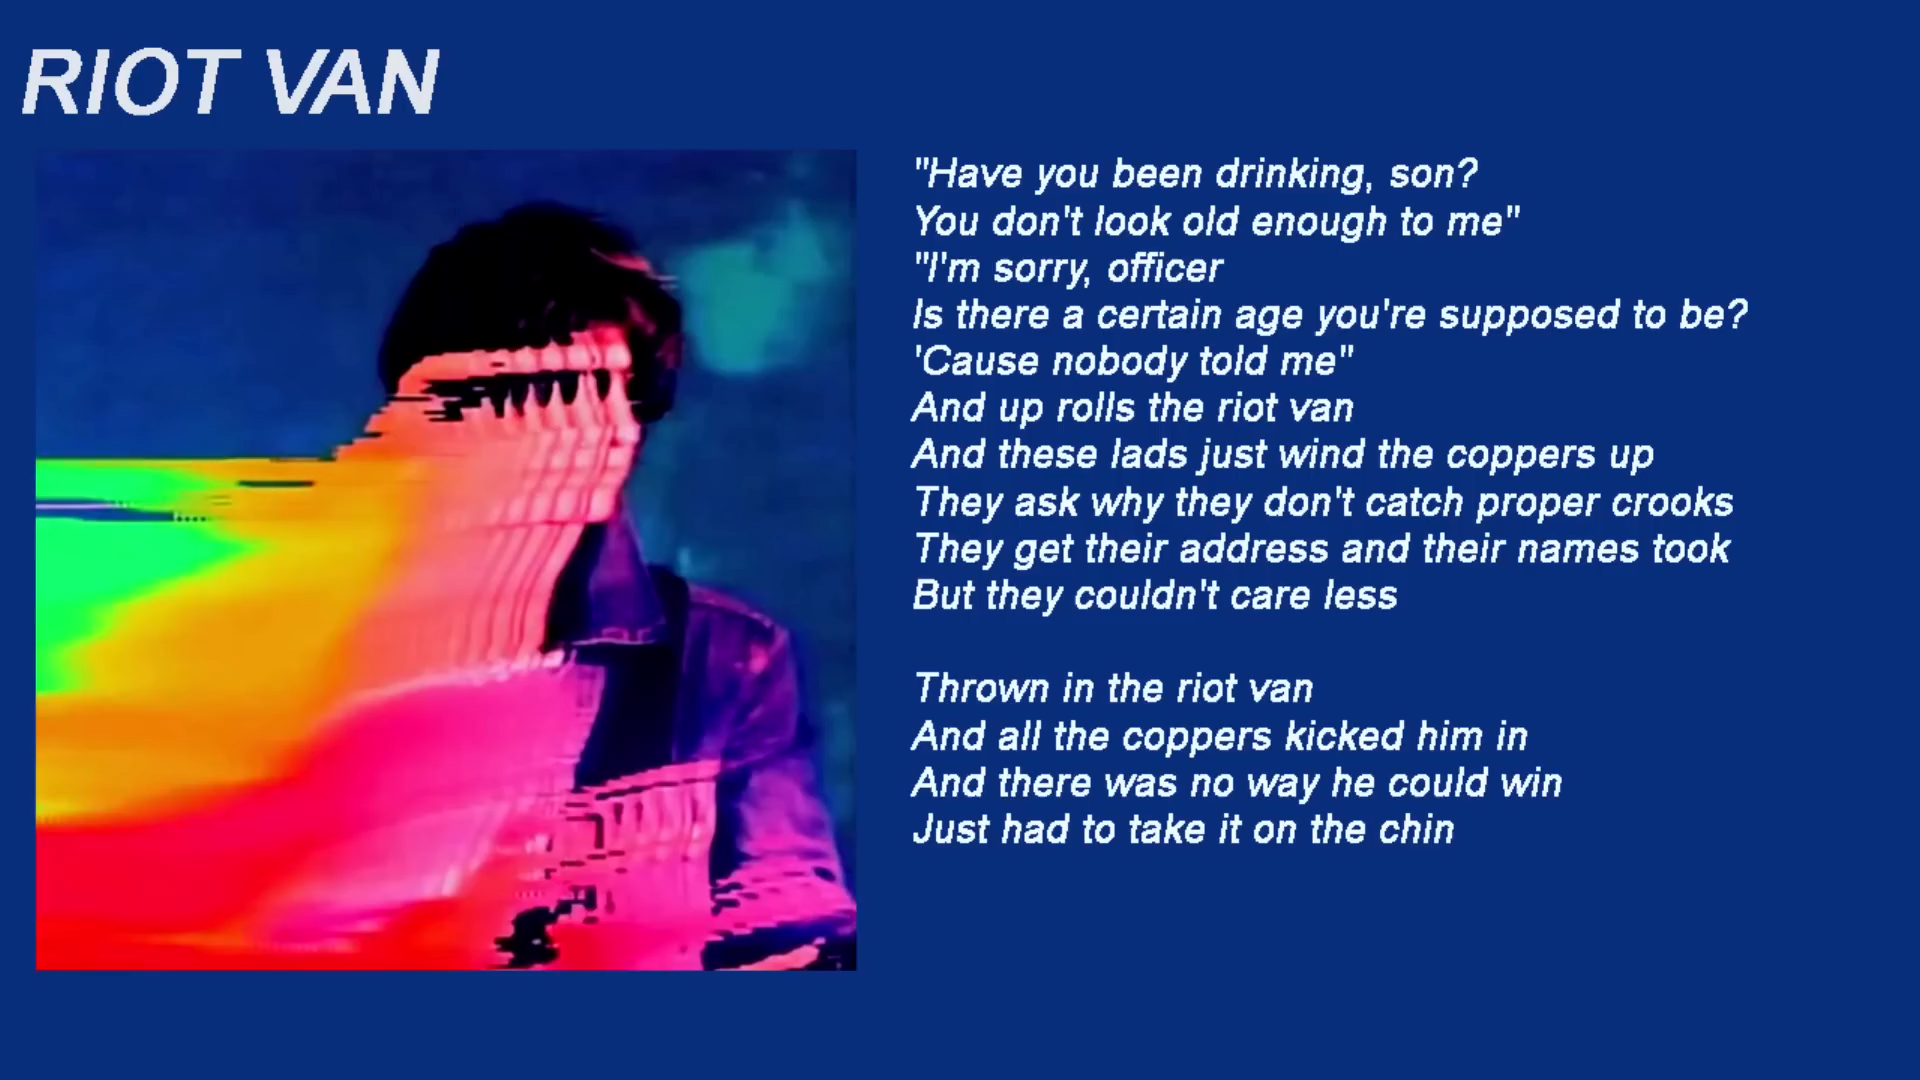 RIOT VAN
"Have you been drinking, son?
You don't look old enough to me"
"I'm sorry, officer
Is there a certain age you're supposed to be?
'Cause nobody told me"
And up rolls the riot van
And these lads just wind the coppers up
They ask why they don't catch proper crooks
They get their address and their names took
But they couldn't care less

Thrown in the riot van
And all the coppers kicked him in
And there was no way he could win
Just had to take it on the chin